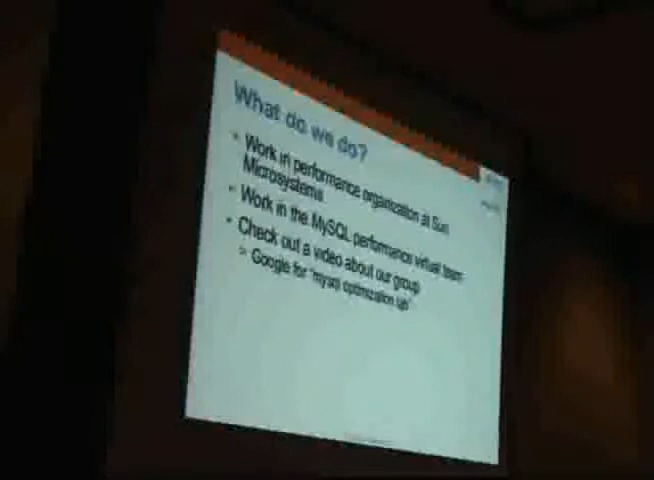 What do we do?
• Work in performance organization at Sun
Microsystems
• Work in the MySQL performance virtual team
• Check out a video about our group
> Google for "mysql optimization up"